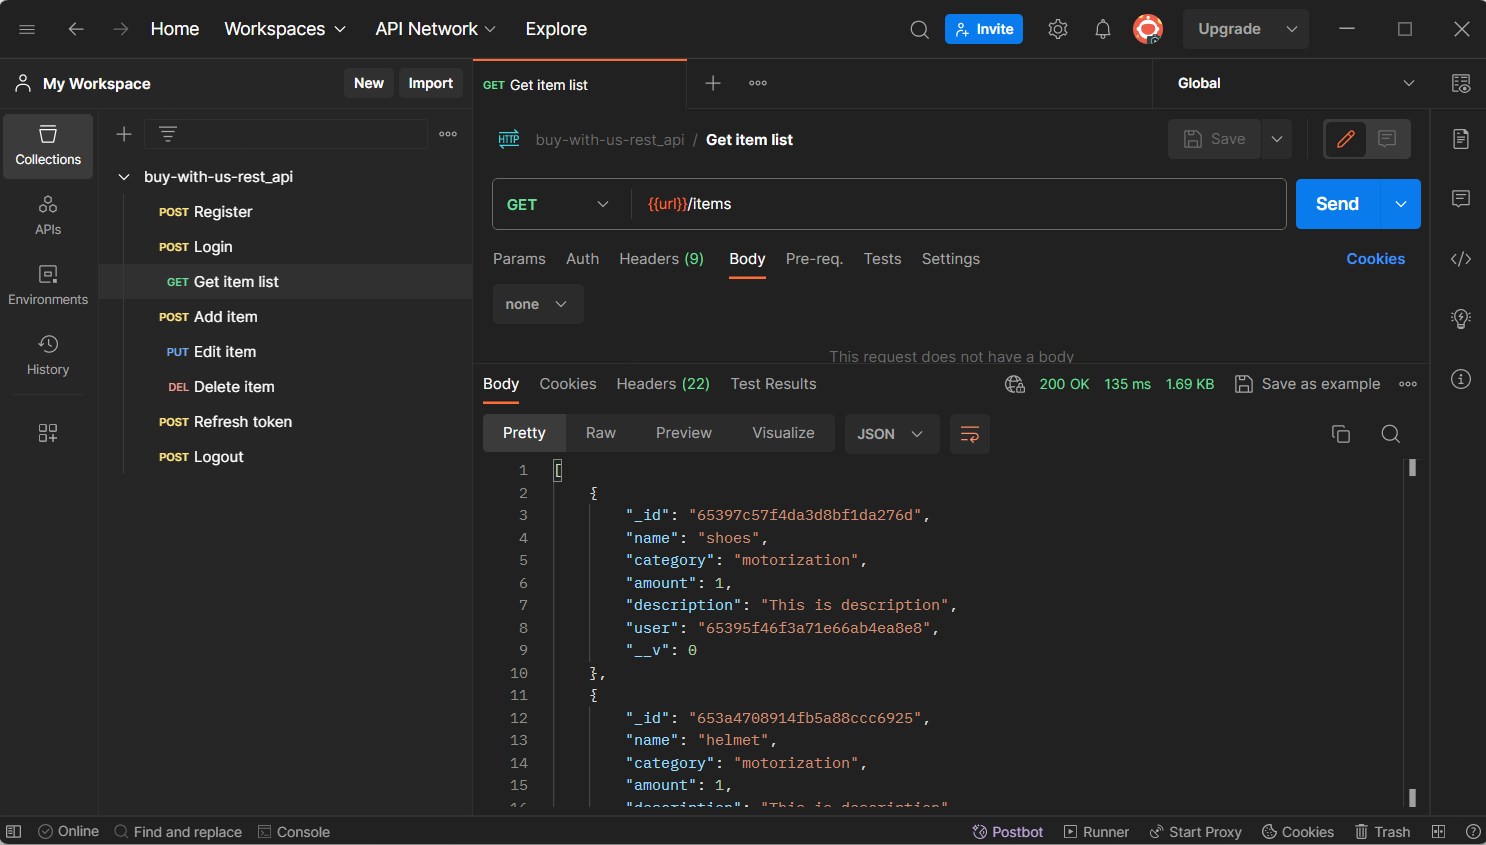 Home Workspaces API Network Explore Invite Upgrade
My Workspace New Import GET Get item list Global
Collections
APIs
Environments
History
buy-with-us-rest_api
POST Register
POST Login
GET Get item list
POST Add item
PUT Edit item
DEL Delete item
POST Refresh token
POST Logout
HTTP buy-with-us-rest_api / Get item list Save
GET {{url}}/items Send
Params Auth Headers (9) Body Pre-req. Tests Settings Cookies
none
This request does not have a body
Body Cookies Headers (22) Test Results 200 OK 135 ms 1.69 KB Save as example
Pretty Raw Preview Visualize JSON
1 [
2 {
3 "_id": "65397c57f4da3d8bf1da276d",
4 "name": "shoes",
5 "category": "motorization",
6 "amount": 1,
7 "description": "This is description",
8 "user": "65395f46f3a71e66ab4ea8e8",
9 "__v": 0
10 },
11 {
12 "_id": "653a4708914fb5a88ccc6925",
13 "name": "helmet",
14 "category": "motorization",
15 "amount": 1,
16 "description": "This is description"
Online Find and replace Console Postbot Runner Start Proxy Cookies Trash